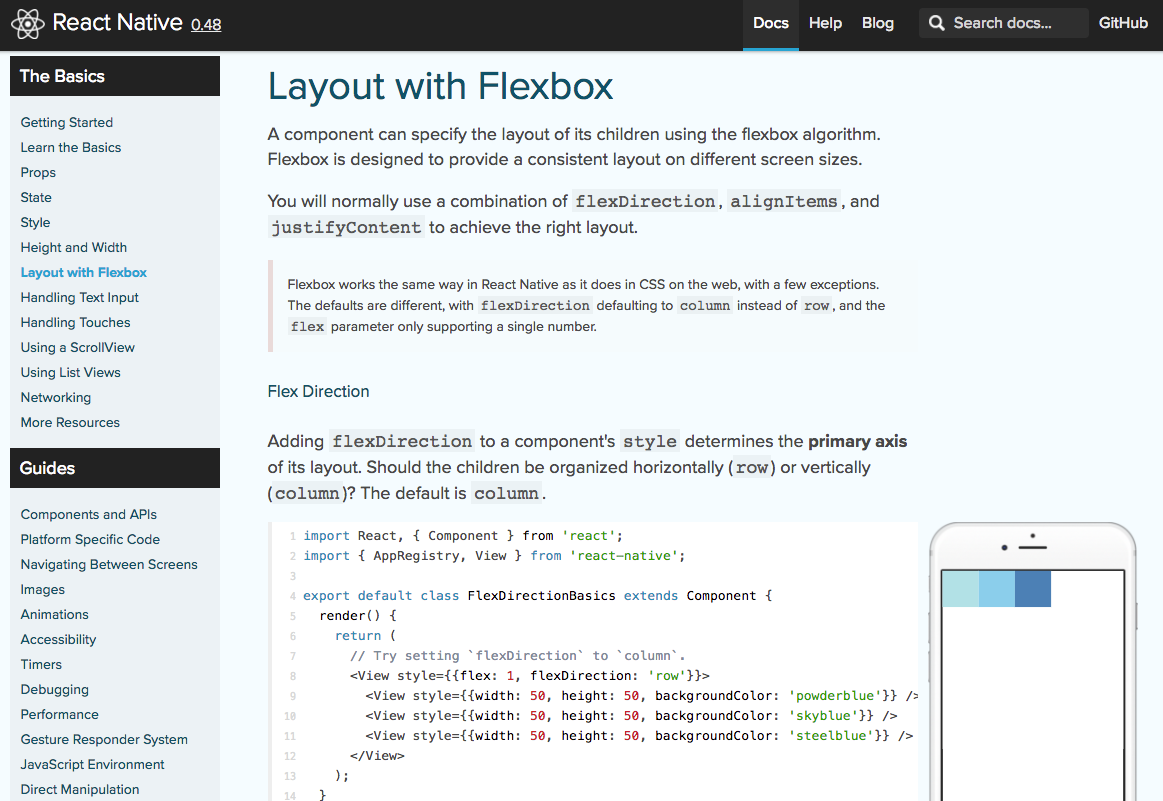 React Native 0.48
Docs Help Blog Search docs... GitHub
The Basics
Getting Started
Learn the Basics
Props
State
Style
Height and Width
Layout with Flexbox
Handling Text Input
Handling Touches
Using a ScrollView
Using List Views
Networking
More Resources
Guides
Components and APIs
Platform Specific Code
Navigating Between Screens
Images
Animations
Accessibility
Timers
Debugging
Performance
Gesture Responder System
JavaScript Environment
Direct Manipulation
Layout with Flexbox
A component can specify the layout of its children using the flexbox algorithm.
Flexbox is designed to provide a consistent layout on different screen sizes.
You will normally use a combination of flexDirection, alignItems, and
justifyContent to achieve the right layout.
Flexbox works the same way in React Native as it does in CSS on the web, with a few exceptions.
The defaults are different, with flexDirection defaulting to column instead of row, and the
flex parameter only supporting a single number.
Flex Direction
Adding flexDirection to a component's style determines the primary axis
of its layout. Should the children be organized horizontally (row) or vertically
(column)? The default is column.
1 import React, { Component } from 'react';
2 import { AppRegistry, View } from 'react-native';
3
4 export default class FlexDirectionBasics extends Component {
5 render() {
6 return (
7 // Try setting `flexDirection` to `column`.
8 <View style={{flex: 1, flexDirection: 'row'}}>
9 <View style={{width: 50, height: 50, backgroundColor: 'powderblue'}} />
10 <View style={{width: 50, height: 50, backgroundColor: 'skyblue'}} />
11 <View style={{width: 50, height: 50, backgroundColor: 'steelblue'}} />
12 </View>
13 );
14 }